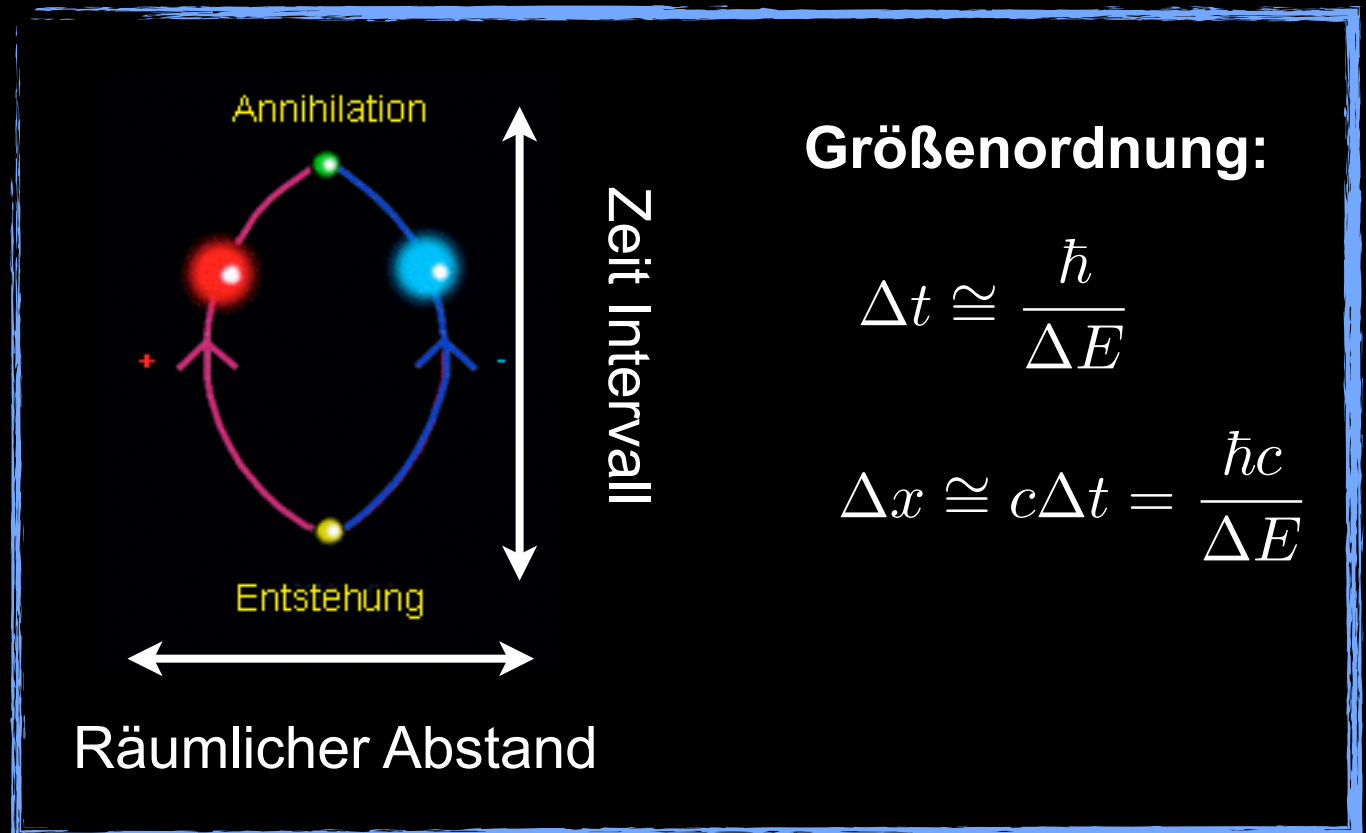 Annihilation
+
-
Entstehung
Zeit Intervall
Räumlicher Abstand
Größenordnung:
Δt ≅ ħ/ΔE
Δx ≅ cΔt = ħc/ΔE